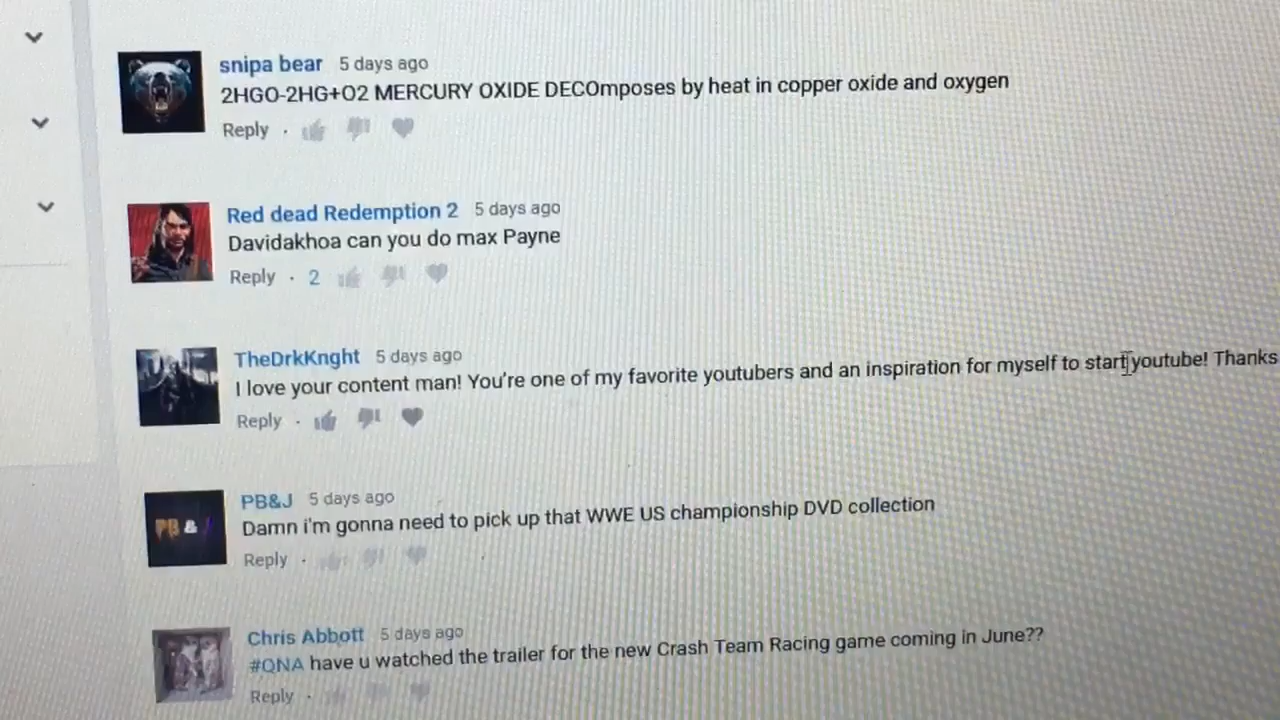 snipa bear 5 days ago
2HGO-2HG+O2 MERCURY OXIDE DECOmposes by heat in copper oxide and oxygen
Reply
Red dead Redemption 2 5 days ago
Davidakhoa can you do max Payne
Reply · 2
TheDrkKnght 5 days ago
I love your content man! You're one of my favorite youtubers and an inspiration for myself to start youtube! Thanks
Reply
PB&J 5 days ago
PB &
Damn i'm gonna need to pick up that WWE US championship DVD collection
Reply
Chris Abbott 5 days ago
#QNA have u watched the trailer for the new Crash Team Racing game coming in June??
Reply